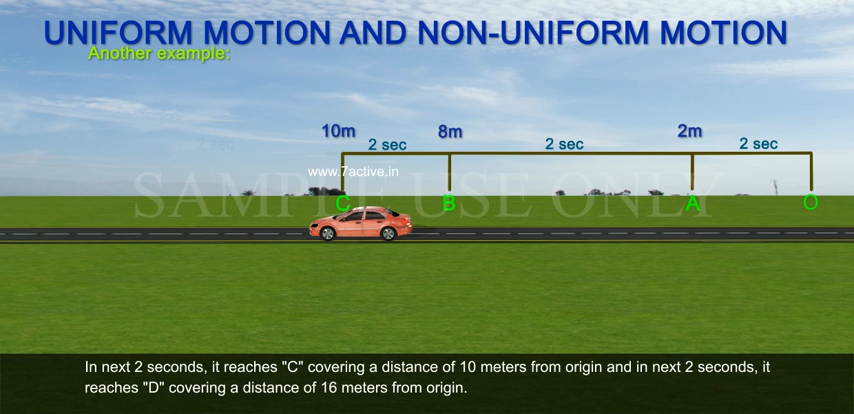 UNIFORM MOTION AND NON-UNIFORM MOTION
Another example:
10m 8m 2m
2 sec 2 sec 2 sec 2 sec
www.7active.in
SAMPLE USE ONLY
C B A O
In next 2 seconds, it reaches "C" covering a distance of 10 meters from origin and in next 2 seconds, it
reaches "D" covering a distance of 16 meters from origin.